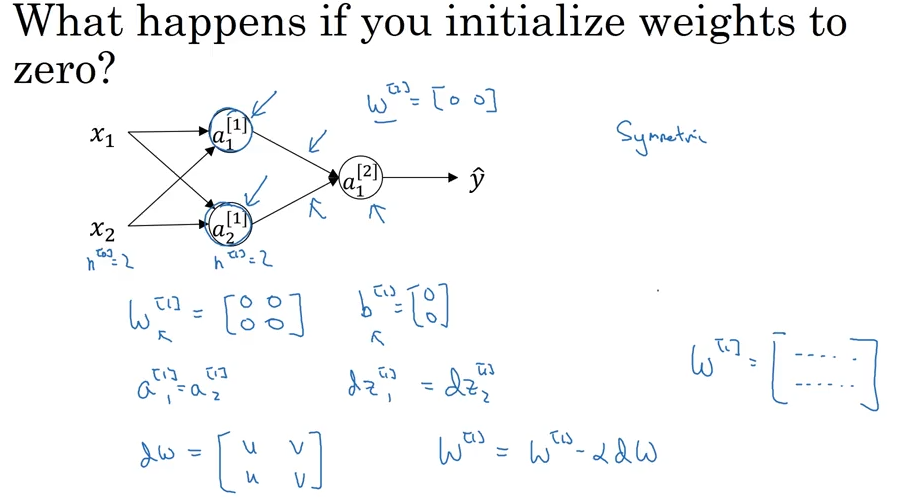 What happens if you initialize weights to
zero?
w^[2] = [0 0]
Symmetric
x₁ a₁^[1]
a₁^[2] ŷ
x₂ a₂^[1]
n^[0] = 2 n^[1] = 2
W^[1] = [0 0; 0 0] b^[1] = [0; 0]
a₁^[1] = a₂^[1] dz₁^[1] = dz₂^[1] W^[1] = [-----; -----]
dW = [u v; u v] W^[1] = W^[1] - αdW